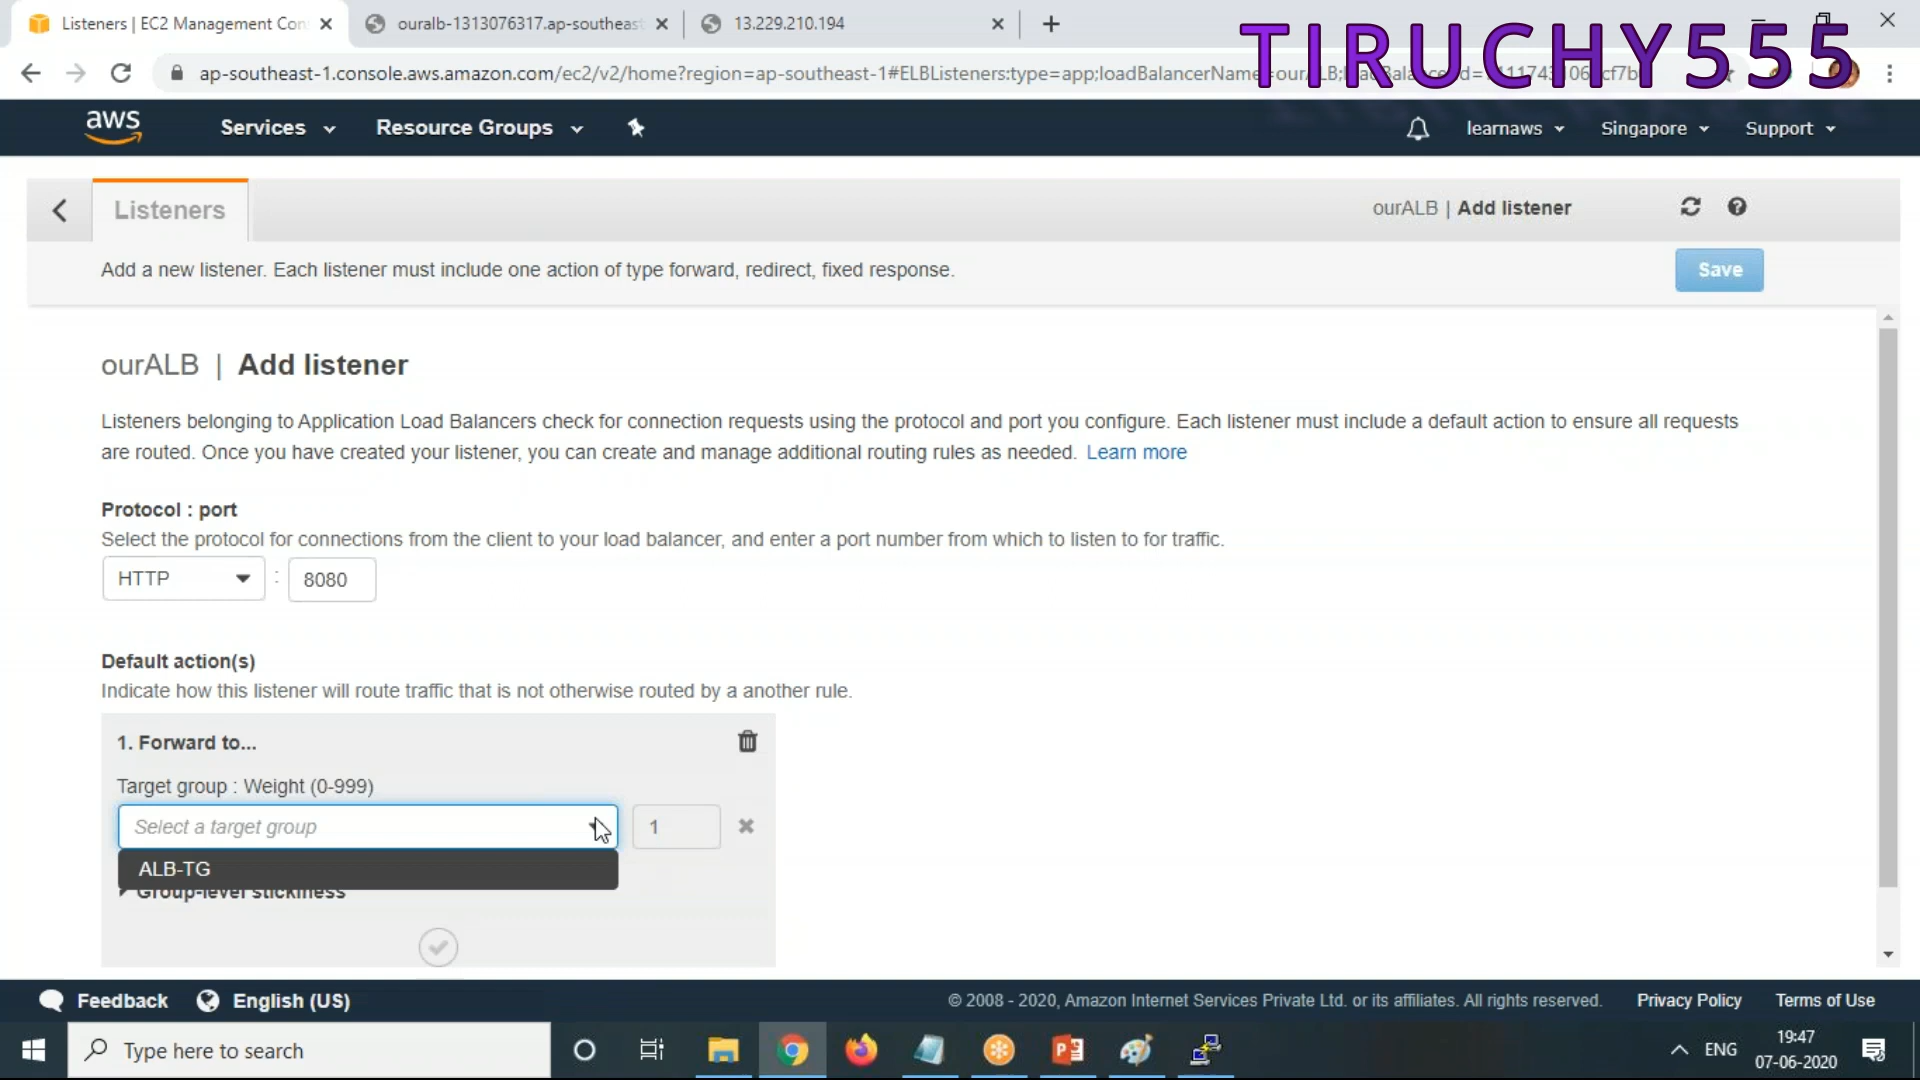 Listeners | EC2 Management Con
ouralb-1313076317.ap-southeast
13.229.210.194
TIRUCHY555
ap-southeast-1.console.aws.amazon.com/ec2/v2/home?region=ap-southeast-1#ELBListeners:type=app;loadBalancerName
aws
Services
Resource Groups
learnaws
Singapore
Support
Listeners
ourALB | Add listener
Add a new listener. Each listener must include one action of type forward, redirect, fixed response.
Save
ourALB | Add listener
Listeners belonging to Application Load Balancers check for connection requests using the protocol and port you configure. Each listener must include a default action to ensure all requests
are routed. Once you have created your listener, you can create and manage additional routing rules as needed. Learn more
Protocol : port
Select the protocol for connections from the client to your load balancer, and enter a port number from which to listen to for traffic.
HTTP : 8080
Default action(s)
Indicate how this listener will route traffic that is not otherwise routed by a another rule.
1. Forward to...
Target group : Weight (0-999)
Select a target group
1
ALB-TG
Group-level stickiness
Feedback
English (US)
© 2008 - 2020, Amazon Internet Services Private Ltd. or its affiliates. All rights reserved.
Privacy Policy
Terms of Use
Type here to search
ENG
19:47
07-06-2020